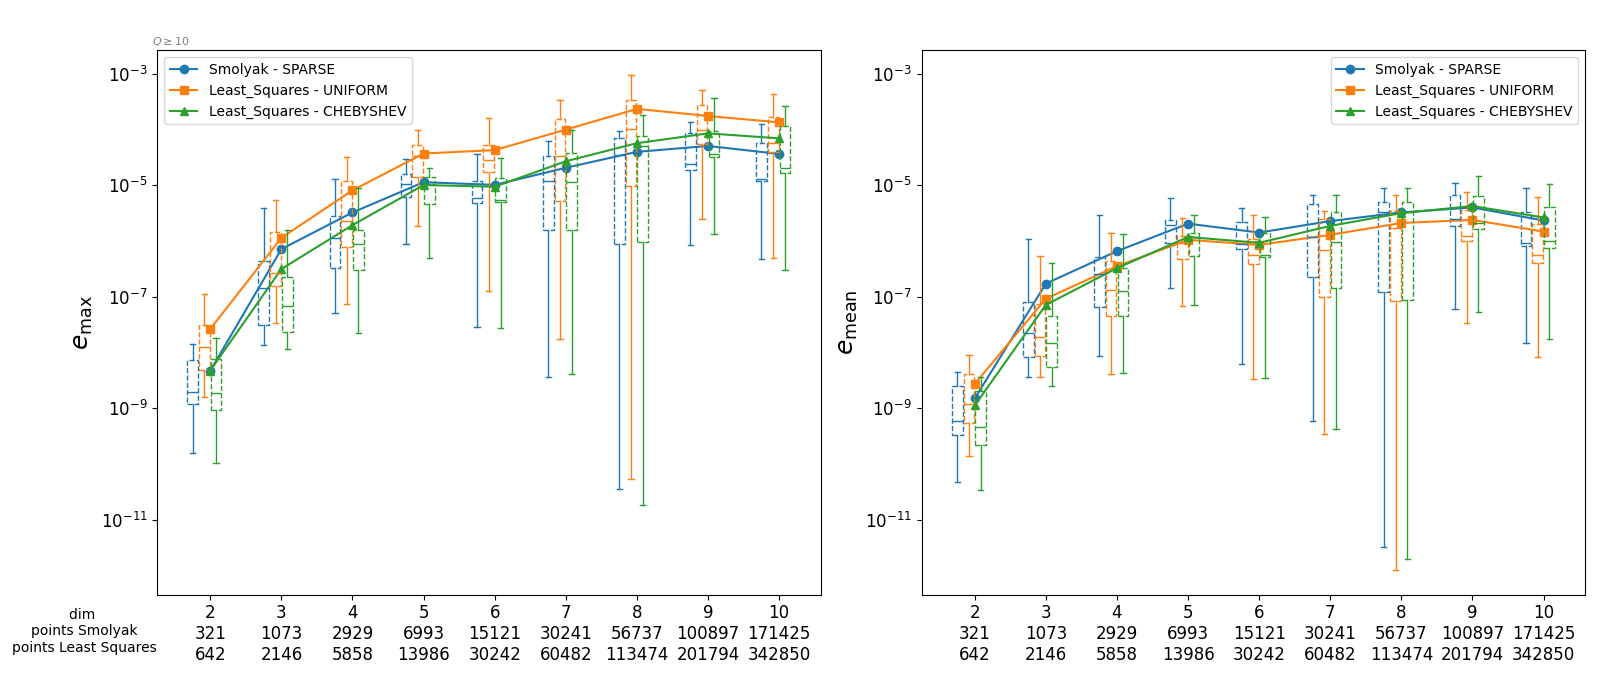 Q ≥ 10
Smolyak - SPARSE
Least_Squares - UNIFORM
Least_Squares - CHEBYSHEV
10⁻³
10⁻⁵
10⁻⁷
10⁻⁹
10⁻¹¹
e_max
Smolyak - SPARSE
Least_Squares - UNIFORM
Least_Squares - CHEBYSHEV
10⁻³
10⁻⁵
10⁻⁷
10⁻⁹
10⁻¹¹
e_mean
dim 2 3 4 5 6 7 8 9 10 2 3 4 5 6 7 8 9 10
points Smolyak 321 1073 2929 6993 15121 30241 56737 100897 171425 321 1073 2929 6993 15121 30241 56737 100897 171425
points Least Squares 642 2146 5858 13986 30242 60482 113474 201794 342850 642 2146 5858 13986 30242 60482 113474 201794 342850